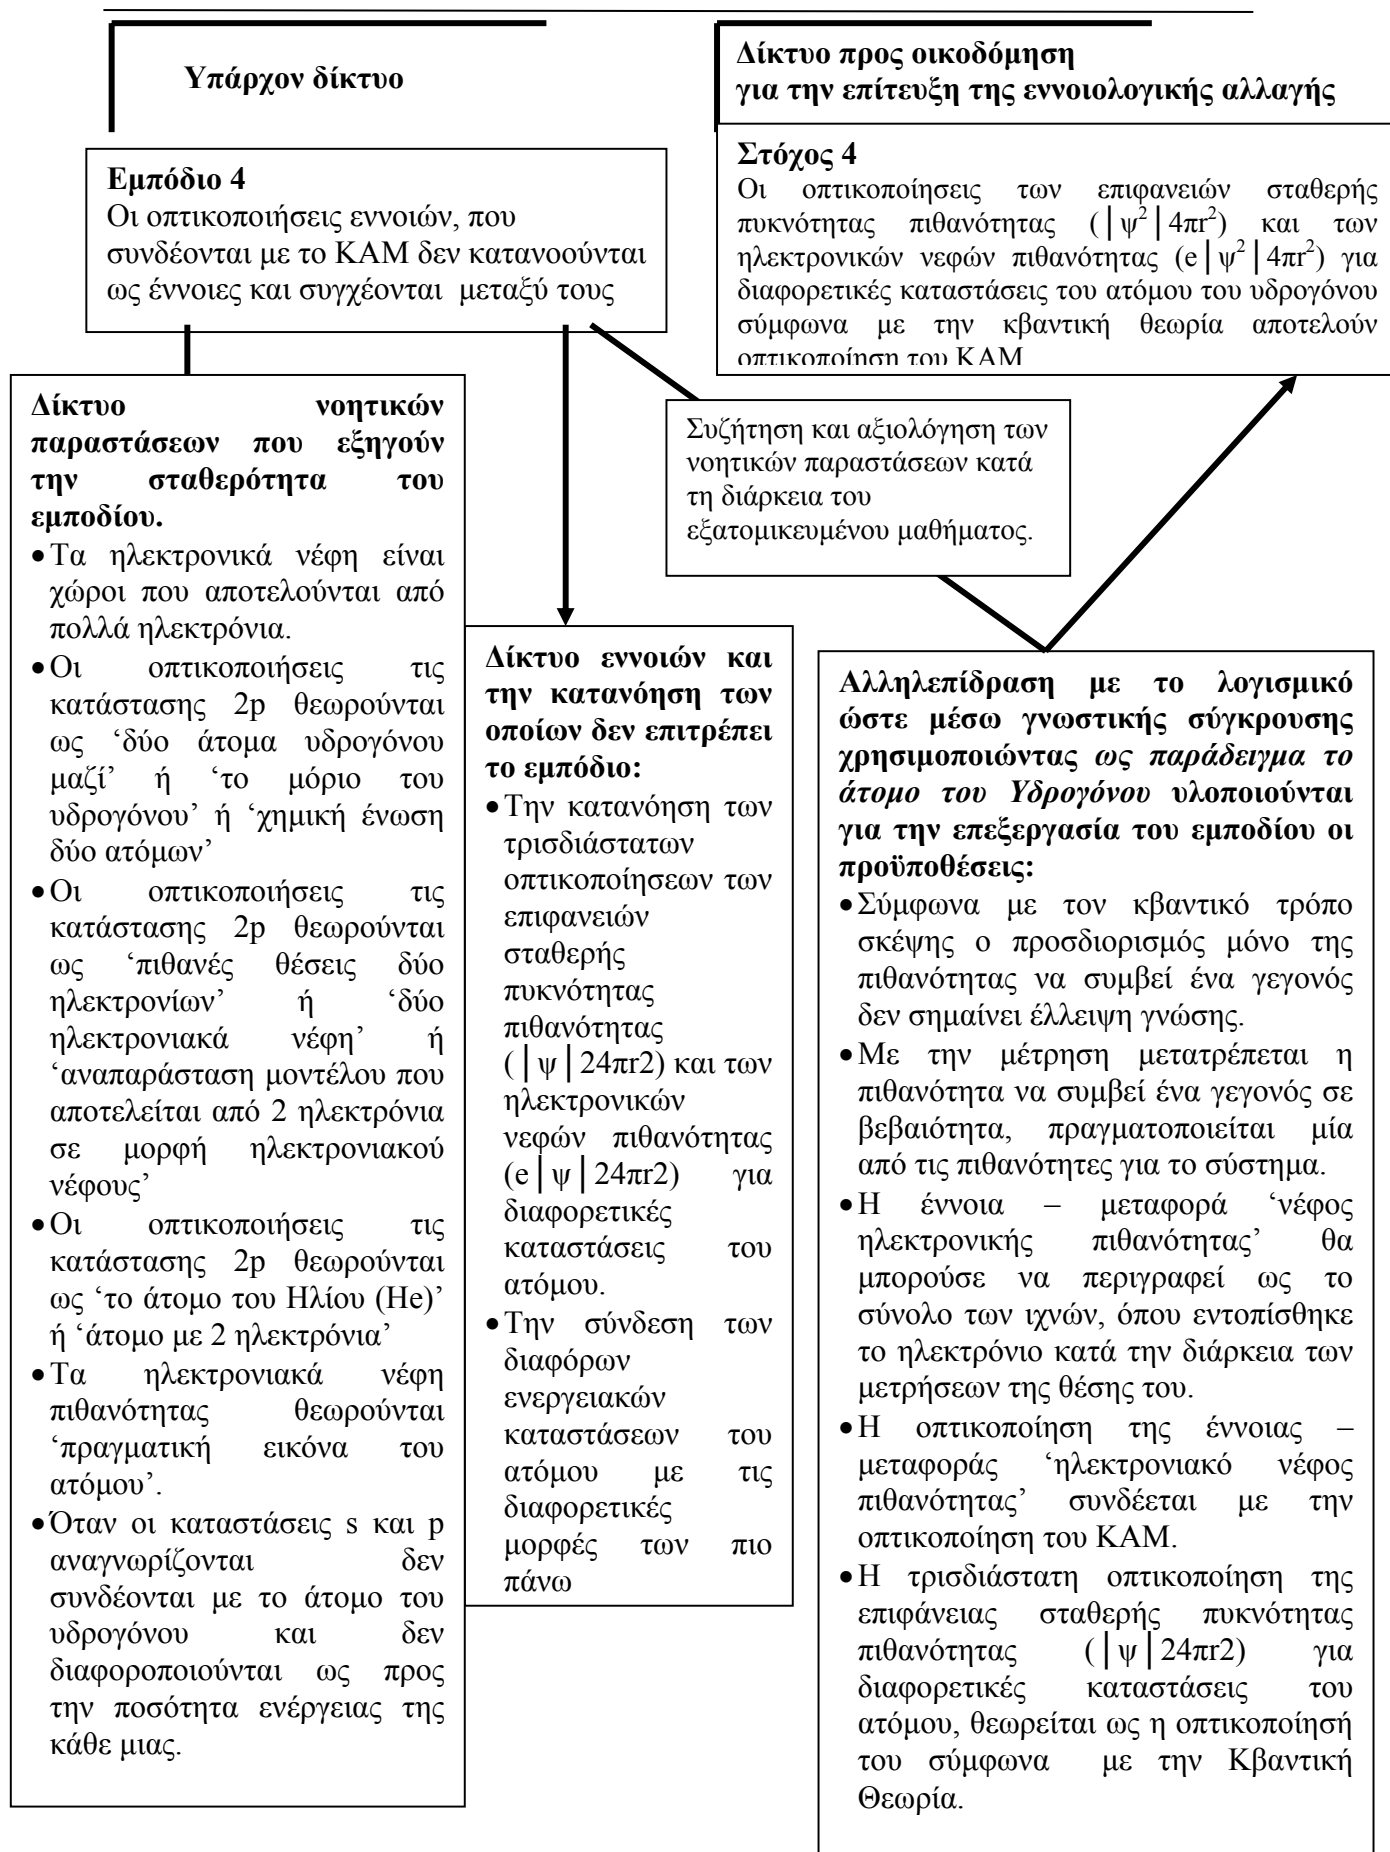 Υπάρχον δίκτυο
Δίκτυο προς οικοδόμηση
για την επίτευξη της εννοιολογικής αλλαγής
Εμπόδιο 4
Οι οπτικοποιήσεις εννοιών, που
συνδέονται με το ΚΑΜ δεν κατανοούνται
ως έννοιες και συγχέονται μεταξύ τους
Στόχος 4
Οι οπτικοποίησεις των επιφανειών σταθερής
πυκνότητας πιθανότητας (│ψ²│4πr²) και των
ηλεκτρονικών νεφών πιθανότητας (e│ψ²│4πr²) για
διαφορετικές καταστάσεις του ατόμου του υδρογόνου
σύμφωνα με την κβαντική θεωρία αποτελούν
οπτικοποίηση του ΚΑΜ
Δίκτυο νοητικών
παραστάσεων που εξηγούν
την σταθερότητα του
εμποδίου.
•Τα ηλεκτρονικά νέφη είναι
χώροι που αποτελούνται από
πολλά ηλεκτρόνια.
•Οι οπτικοποιήσεις τις
κατάστασης 2p θεωρούνται
ως ‘δύο άτομα υδρογόνου
μαζί’ ή ‘το μόριο του
υδρογόνου’ ή ‘χημική ένωση
δύο ατόμων’
•Οι οπτικοποιήσεις τις
κατάστασης 2p θεωρούνται
ως ‘πιθανές θέσεις δύο
ηλεκτρονίων’ ή ‘δύο
ηλεκτρονιακά νέφη’ ή
‘αναπαράσταση μοντέλου που
αποτελείται από 2 ηλεκτρόνια
σε μορφή ηλεκτρονιακού
νέφους’
•Οι οπτικοποιήσεις τις
κατάστασης 2p θεωρούνται
ως ‘το άτομο του Ηλίου (He)’
ή ‘άτομο με 2 ηλεκτρόνια’
•Τα ηλεκτρονιακά νέφη
πιθανότητας θεωρούνται
‘πραγματική εικόνα του
ατόμου’.
•Όταν οι καταστάσεις s και p
αναγνωρίζονται δεν
συνδέονται με το άτομο του
υδρογόνου και δεν
διαφοροποιούνται ως προς
την ποσότητα ενέργειας της
κάθε μιας.
Συζήτηση και αξιολόγηση των
νοητικών παραστάσεων κατά
τη διάρκεια του
εξατομικευμένου μαθήματος.
Δίκτυο εννοιών και
την κατανόηση των
οποίων δεν επιτρέπει
το εμπόδιο:
•Την κατανόηση των
τρισδιάστατων
οπτικοποίησεων των
επιφανειών
σταθερής
πυκνότητας
πιθανότητας
(│ψ│24πr2) και των
ηλεκτρονικών
νεφών πιθανότητας
(e│ψ│24πr2) για
διαφορετικές
καταστάσεις του
ατόμου.
•Την σύνδεση των
διαφόρων
ενεργειακών
καταστάσεων του
ατόμου με τις
διαφορετικές
μορφές των πιο
πάνω
Αλληλεπίδραση με το λογισμικό
ώστε μέσω γνωστικής σύγκρουσης
χρησιμοποιώντας ως παράδειγμα το
άτομο του Υδρογόνου υλοποιούνται
για την επεξεργασία του εμποδίου οι
προϋποθέσεις:
•Σύμφωνα με τον κβαντικό τρόπο
σκέψης ο προσδιορισμός μόνο της
πιθανότητας να συμβεί ένα γεγονός
δεν σημαίνει έλλειψη γνώσης.
•Με την μέτρηση μετατρέπεται η
πιθανότητα να συμβεί ένα γεγονός σε
βεβαιότητα, πραγματοποιείται μία
από τις πιθανότητες για το σύστημα.
•Η έννοια – μεταφορά ‘νέφος
ηλεκτρονικής πιθανότητας’ θα
μπορούσε να περιγραφεί ως το
σύνολο των ιχνών, όπου εντοπίσθηκε
το ηλεκτρόνιο κατά την διάρκεια των
μετρήσεων της θέσης του.
•Η οπτικοποίηση της έννοιας –
μεταφοράς ‘ηλεκτρονιακό νέφος
πιθανότητας’ συνδέεται με την
οπτικοποίηση του ΚΑΜ.
•Η τρισδιάστατη οπτικοποίηση της
επιφάνειας σταθερής πυκνότητας
πιθανότητας (│ψ│24πr2) για
διαφορετικές καταστάσεις του
ατόμου, θεωρείται ως η οπτικοποίησή
του σύμφωνα με την Κβαντική
Θεωρία.